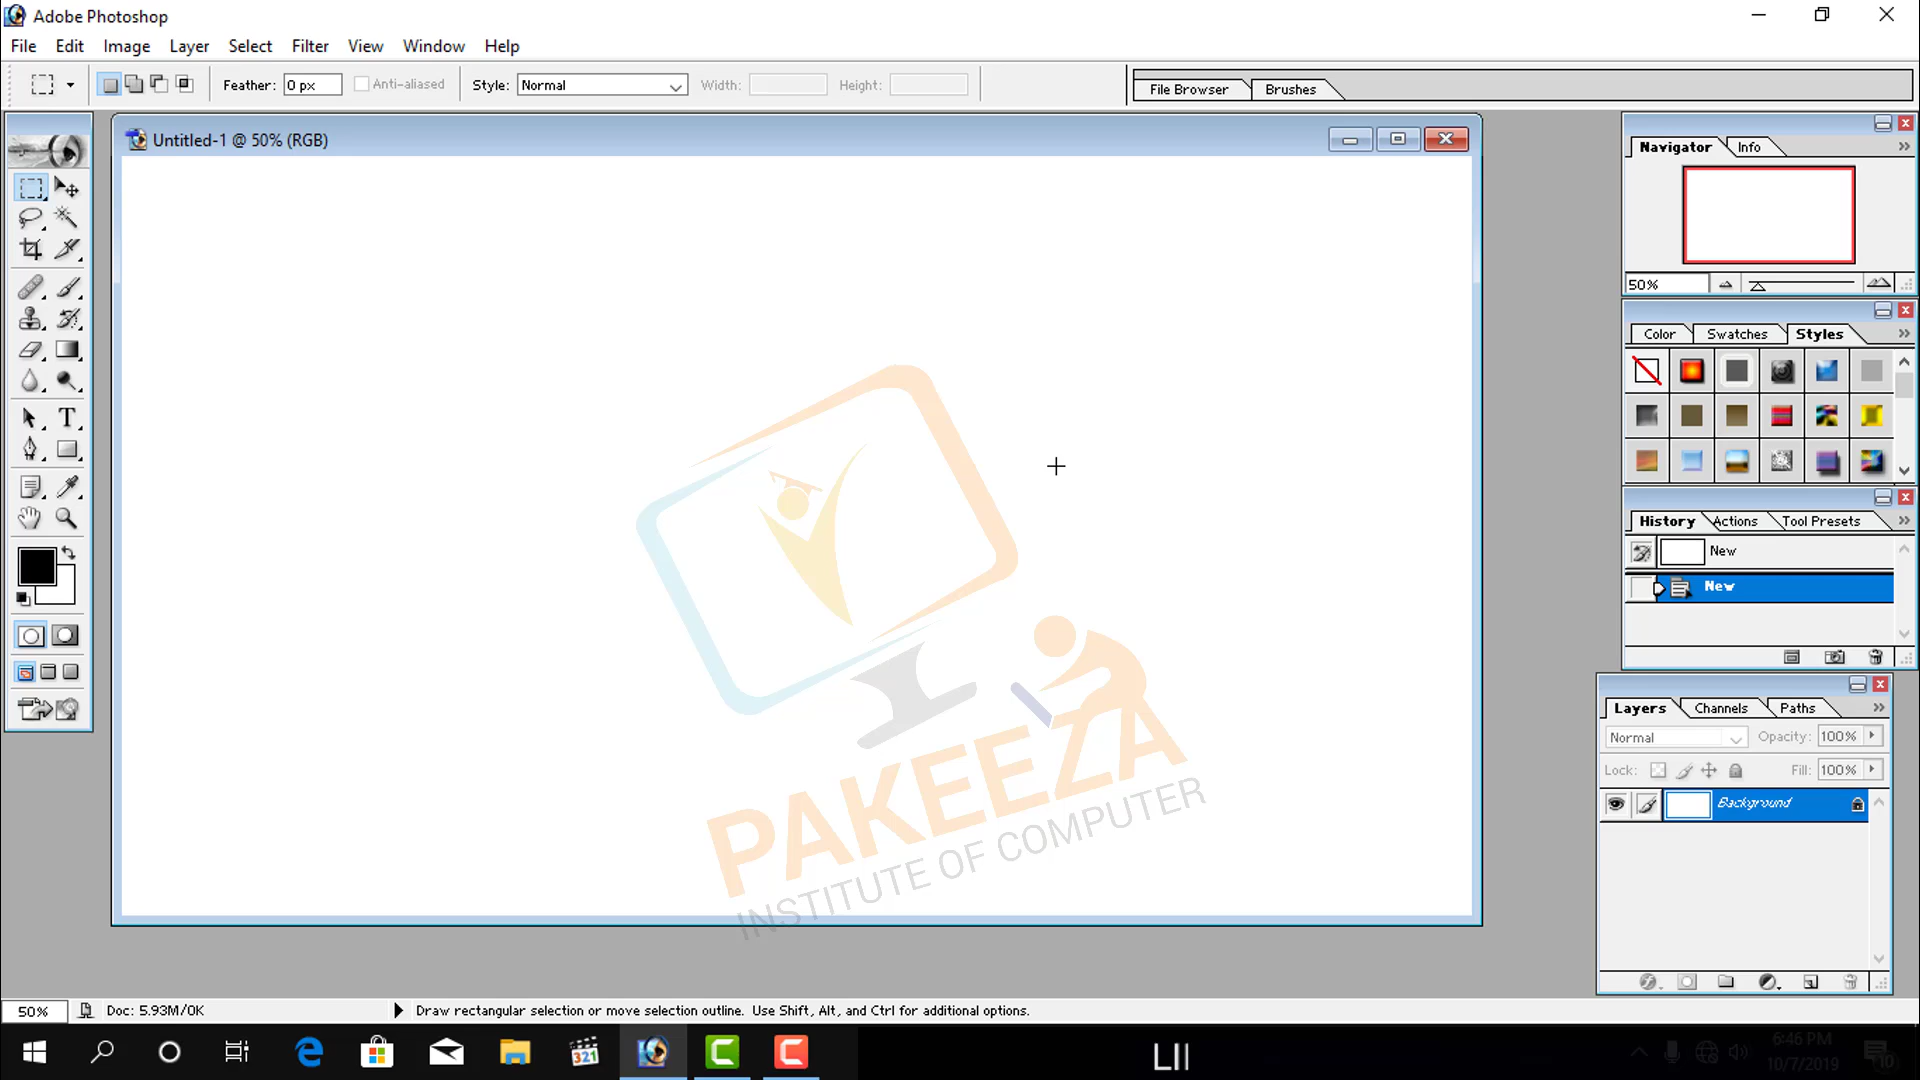 Adobe Photoshop
File Edit Image Layer Select Filter View Window Help
Feather: 0 px Anti-aliased Style: Normal Width: Height: File Browser Brushes
Untitled-1 @ 50% (RGB)
Navigator Info
50%
Color Swatches Styles
History Actions Tool Presets
New
New
Layers Channels Paths
Normal Opacity: 100%
Lock: Fill: 100%
Background
PAKEEZA
INSTITUTE OF COMPUTER
50% Doc: 5.93M/0K Draw rectangular selection or move selection outline. Use Shift, Alt, and Ctrl for additional options.
321
6:46 PM
10/7/2019
10